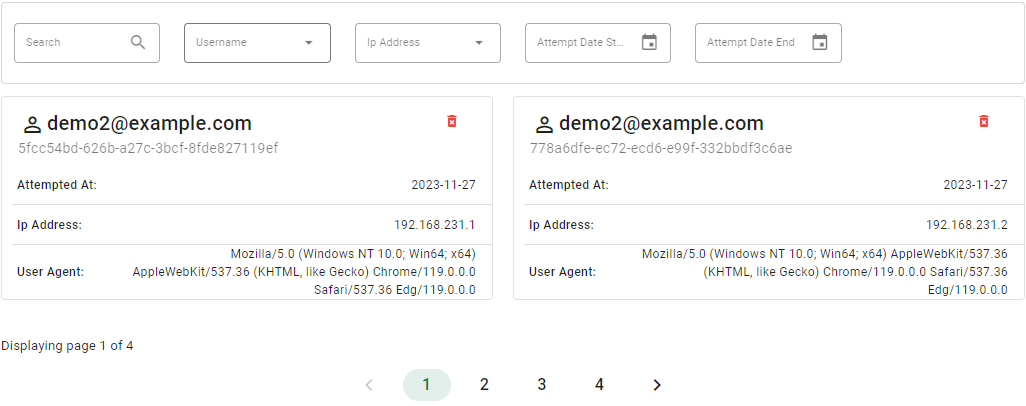 Search
Username
Ip Address
Attempt Date St...
Attempt Date End
demo2@example.com
5fcc54bd-626b-a27c-3bcf-8fde827119ef
Attempted At: 2023-11-27
Ip Address: 192.168.231.1
User Agent: Mozilla/5.0 (Windows NT 10.0; Win64; x64)
AppleWebKit/537.36 (KHTML, like Gecko) Chrome/119.0.0.0
Safari/537.36 Edg/119.0.0.0
demo2@example.com
778a6dfe-ec72-ecd6-e99f-332bbdf3c6ae
Attempted At: 2023-11-27
Ip Address: 192.168.231.2
User Agent: Mozilla/5.0 (Windows NT 10.0; Win64; x64) AppleWebKit/537.36
(KHTML, like Gecko) Chrome/119.0.0.0 Safari/537.36
Edg/119.0.0.0
Displaying page 1 of 4
1 2 3 4